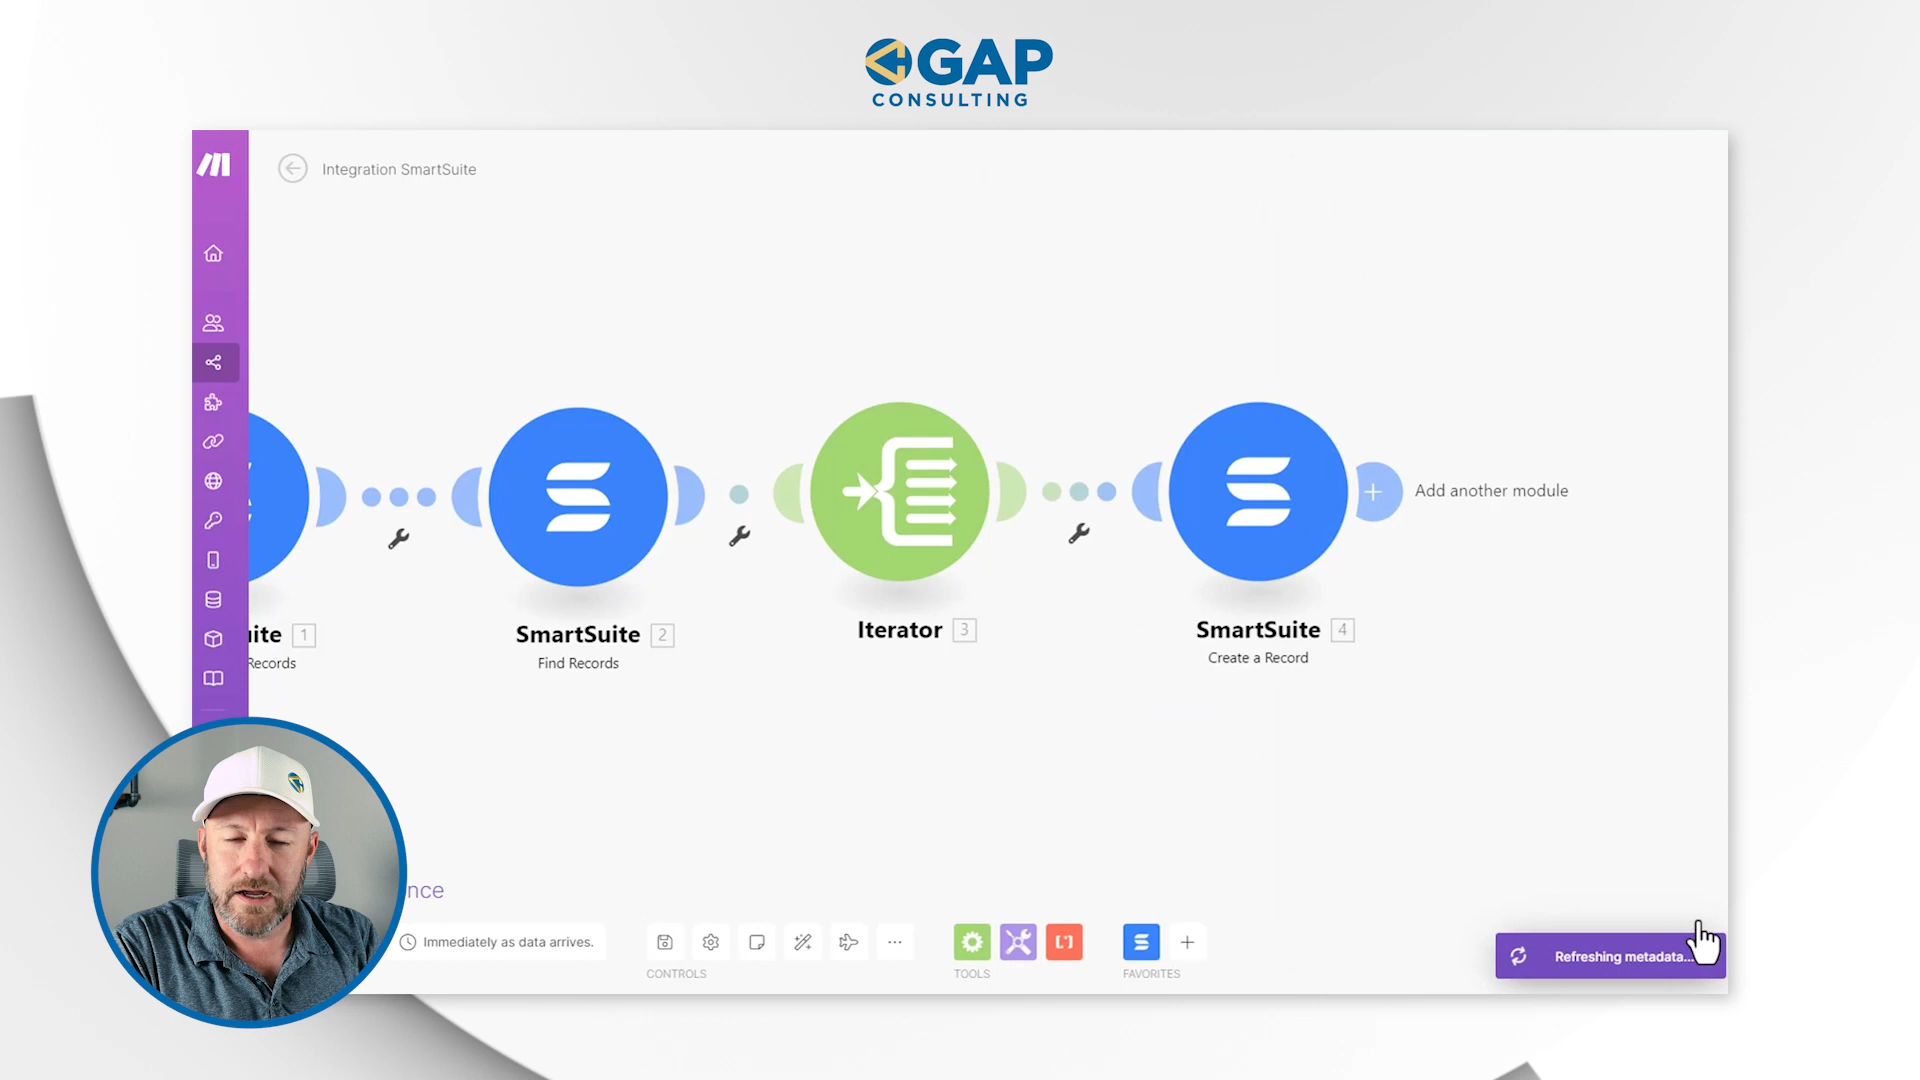 GAP
CONSULTING
Integration SmartSuite
uite 1
Records
SmartSuite 2
Find Records
Iterator 3
SmartSuite 4
Create a Record
Add another module
nce
Immediately as data arrives.
CONTROLS
TOOLS
FAVORITES
Refreshing metadata...